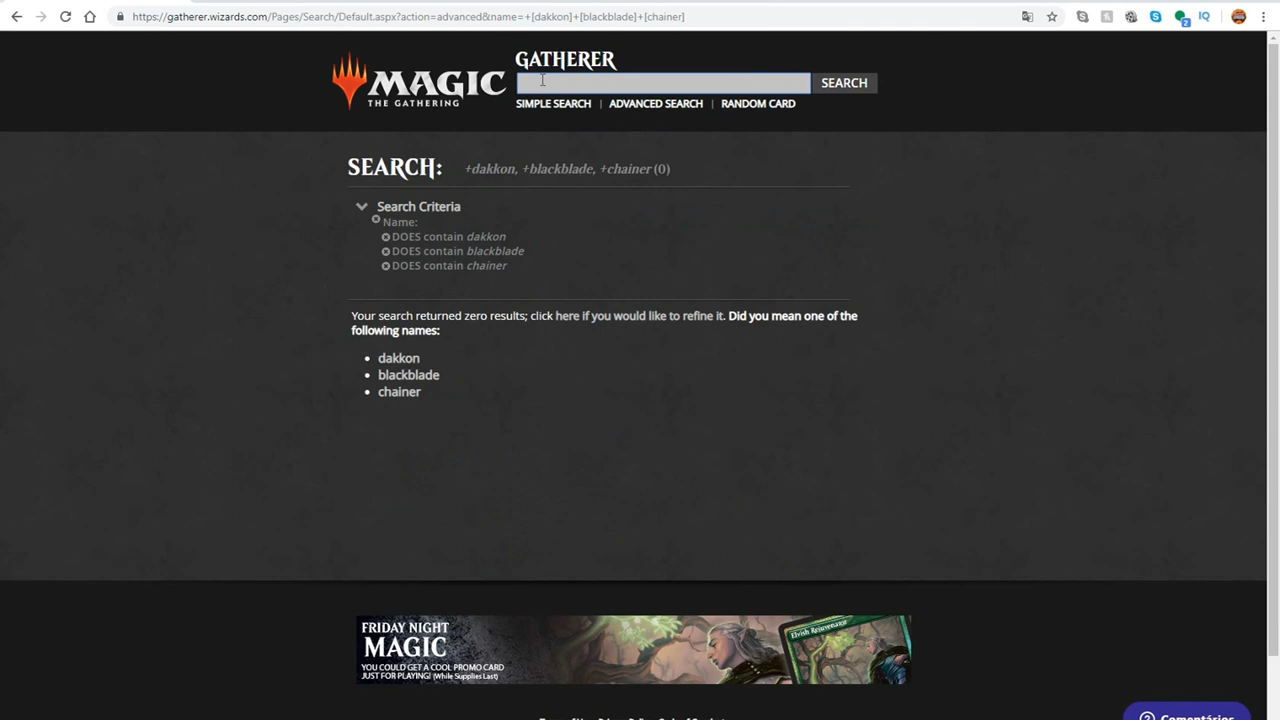 https://gatherer.wizards.com/Pages/Search/Default.aspx?action=advanced&name=+[dakkon]+[blackblade]+[chainer]
IQ
2
GATHERER
MAGIC
THE GATHERING
SEARCH
SIMPLE SEARCH | ADVANCED SEARCH | RANDOM CARD
SEARCH: +dakkon, +blackblade, +chainer (0)
Search Criteria
Name:
DOES contain dakkon
DOES contain blackblade
DOES contain chainer
Your search returned zero results; click here if you would like to refine it. Did you mean one of the
following names:
• dakkon
• blackblade
• chainer
FRIDAY NIGHT
MAGIC
YOU COULD GET A COOL PROMO CARD
JUST FOR PLAYING! (While Supplies Last)
Elvish Rejuvenator
Comentários